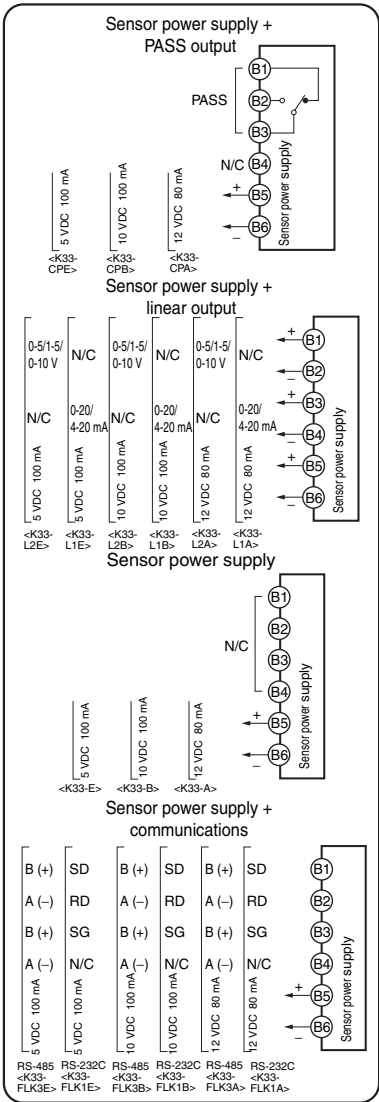 Sensor power supply +
PASS output
B1
PASS
B2
B3
N/C
B4
+
B5
−
B6
Sensor power supply
5 VDC 100 mA
10 VDC 100 mA
12 VDC 80 mA
<K33-
CPE>
<K33-
CPB>
<K33-
CPA>
Sensor power supply +
linear output
0-5/1-5/
0-10 V
N/C
0-5/1-5/
0-10 V
N/C
0-5/1-5/
0-10 V
N/C
N/C
0-20/
4-20 mA
N/C
0-20/
4-20 mA
N/C
0-20/
4-20 mA
5 VDC 100 mA
5 VDC 100 mA
10 VDC 100 mA
10 VDC 100 mA
12 VDC 80 mA
12 VDC 80 mA
+
B1
−
B2
+
B3
−
B4
+
B5
−
B6
Sensor power supply
<K33-
L2E>
<K33-
L1E>
<K33-
L2B>
<K33-
L1B>
<K33-
L2A>
<K33-
L1A>
Sensor power supply
N/C
B1
B2
B3
B4
+
B5
−
B6
Sensor power supply
5 VDC 100 mA
10 VDC 100 mA
12 VDC 80 mA
<K33-E>
<K33-B>
<K33-A>
Sensor power supply +
communications
B (+) SD B (+) SD B (+) SD B1
A (−) RD A (−) RD A (−) RD B2
B (+) SG B (+) SG B (+) SG B3
A (−) N/C A (−) N/C A (−) N/C B4
5 VDC 100 mA
5 VDC 100 mA
10 VDC 100 mA
10 VDC 100 mA
12 VDC 80 mA
12 VDC 80 mA
+
B5
−
B6
Sensor power supply
RS-485
<K33-
FLK3E>
RS-232C
<K33-
FLK1E>
RS-485
<K33-
FLK3B>
RS-232C
<K33-
FLK1B>
RS-485
<K33-
FLK3A>
RS-232C
<K33-
FLK1A>